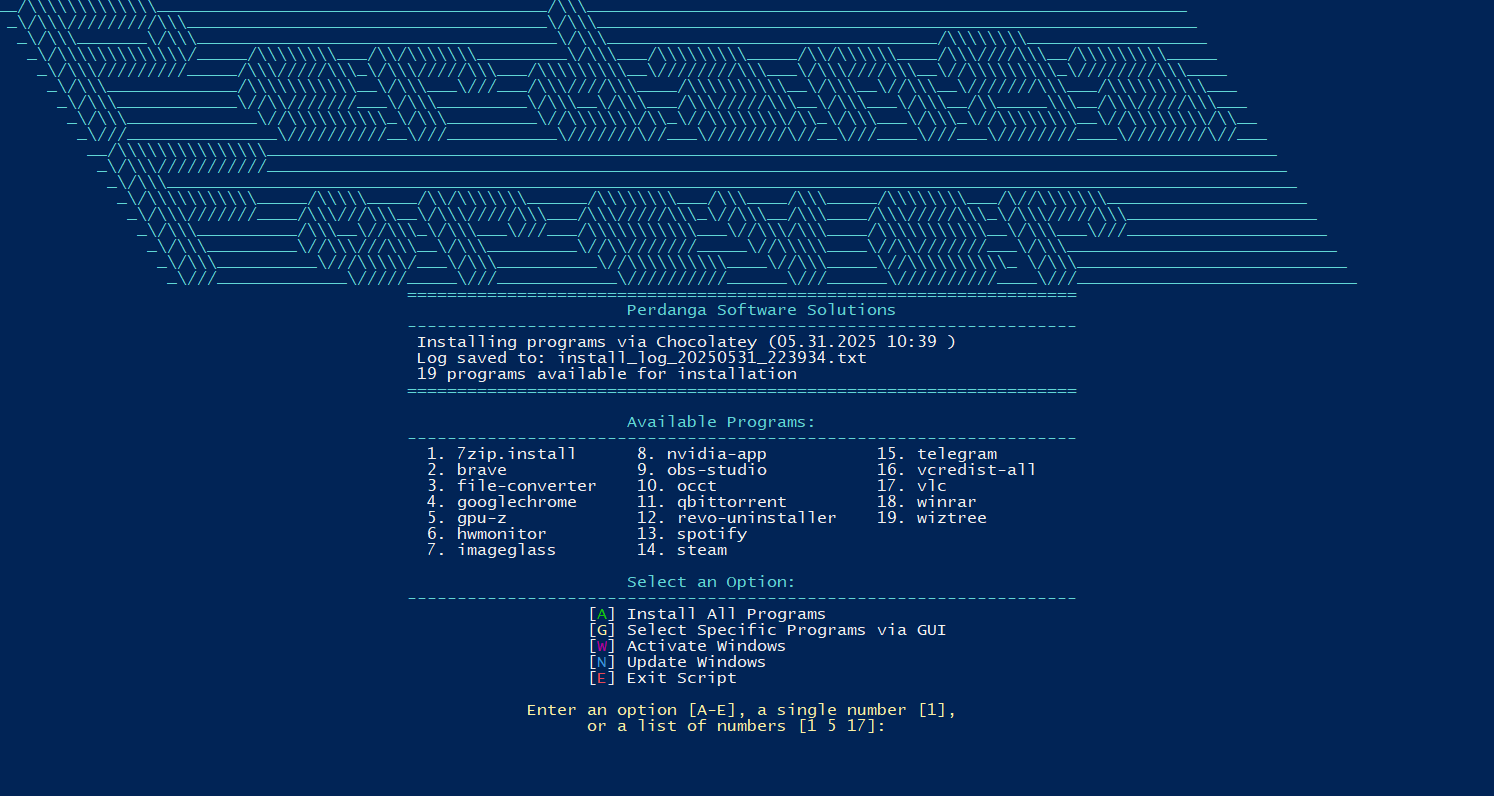 Perdanga Software Solutions
Installing programs via Chocolatey (05.31.2025 10:39 )
Log saved to: install_log_20250531_223934.txt
19 programs available for installation
Available Programs:
1. 7zip.install 8. nvidia-app 15. telegram
2. brave 9. obs-studio 16. vcredist-all
3. file-converter 10. occt 17. vlc
4. googlechrome 11. qbittorrent 18. winrar
5. gpu-z 12. revo-uninstaller 19. wiztree
6. hwmonitor 13. spotify
7. imageglass 14. steam
Select an Option:
[A] Install All Programs
[G] Select Specific Programs via GUI
[W] Activate Windows
[N] Update Windows
[E] Exit Script
Enter an option [A-E], a single number [1],
or a list of numbers [1 5 17]: